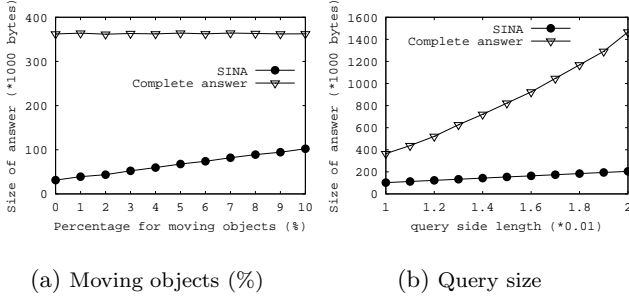 Size of answer (*1000 bytes)
400
300
200
100
0
SINA
Complete answer
0 1 2 3 4 5 6 7 8 9 10
Percentage for moving objects (%)
(a) Moving objects (%)
Size of answer (*1000 bytes)
1600
1400
1200
1000
800
600
400
200
0
SINA
Complete answer
1 1.2 1.4 1.6 1.8 2
query side length (*0.01)
(b) Query size